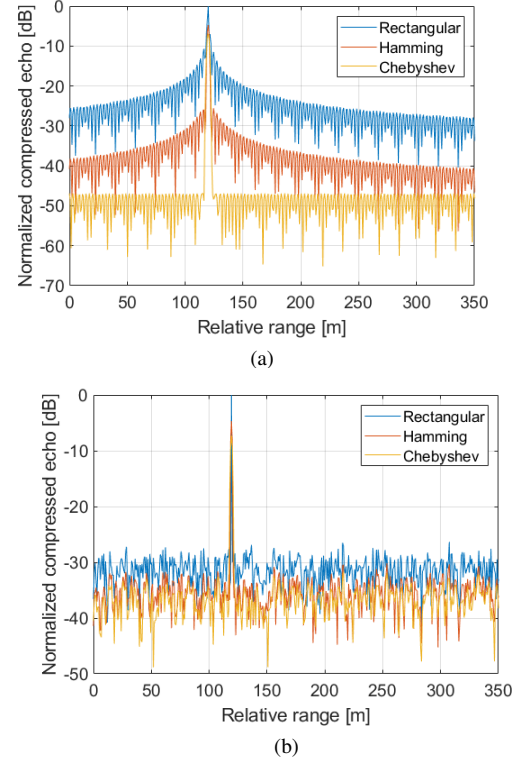 Normalized compressed echo [dB]
0
-10
-20
-30
-40
-50
-60
-70
Rectangular
Hamming
Chebyshev
0 50 100 150 200 250 300 350
Relative range [m]
(a)
Normalized compressed echo [dB]
0
-10
-20
-30
-40
-50
Rectangular
Hamming
Chebyshev
0 50 100 150 200 250 300 350
Relative range [m]
(b)